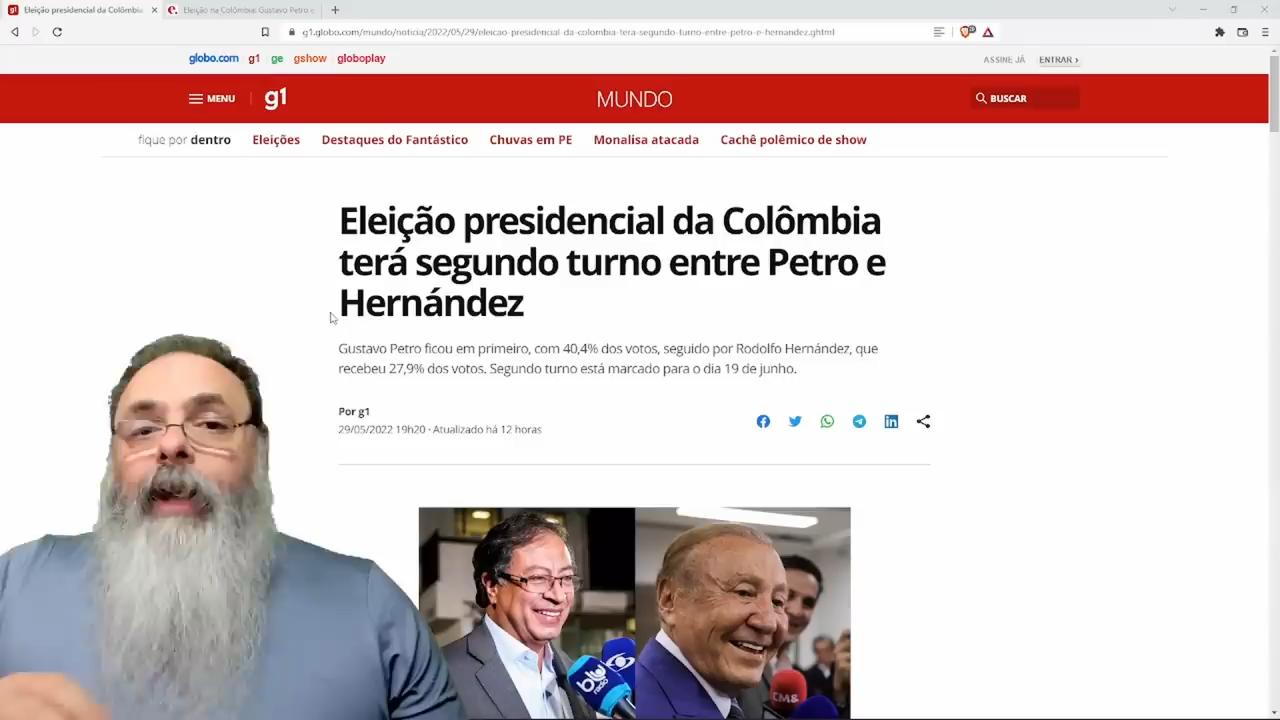 Eleição presidencial da Colômbia
Eleição na Colômbia: Gustavo Petro e
g1.globo.com/mundo/noticia/2022/05/29/eleicao-presidencial-da-colombia-tera-segundo-turno-entre-petro-e-hernandez.ghtml
globo.com g1 ge gshow globoplay
ASSINE JÁ ENTRAR ›
MENU g1 MUNDO BUSCAR
fique por dentro Eleições Destaques do Fantástico Chuvas em PE Monalisa atacada Cachê polêmico de show
Eleição presidencial da Colômbia
terá segundo turno entre Petro e
Hernández
Gustavo Petro ficou em primeiro, com 40,4% dos votos, seguido por Rodolfo Hernández, que
recebeu 27,9% dos votos. Segundo turno está marcado para o dia 19 de junho.
Por g1
29/05/2022 19h20 · Atualizado há 12 horas
blu
radio
CM&